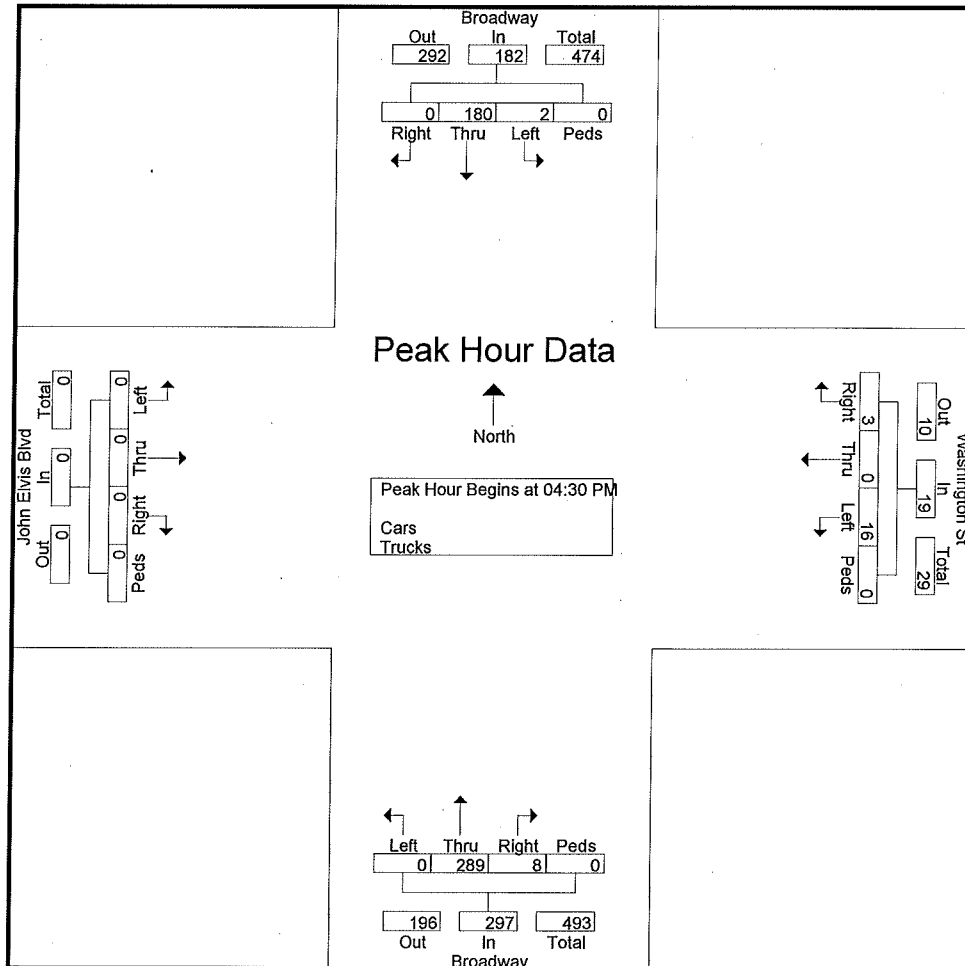 Broadway
Out In Total
292 182 474
0 180 2 0
Right Thru Left Peds
Peak Hour Data
North
Peak Hour Begins at 04:30 PM
Cars
Trucks
John Elvis Blvd
Out In Total
0 0 0
0 0 0 0
Left Thru Right Peds
Washington St
Out In Total
10 19 29
3 0 16 0
Right Thru Left Peds
Left Thru Right Peds
0 289 8 0
196 297 493
Out In Total
Broadway